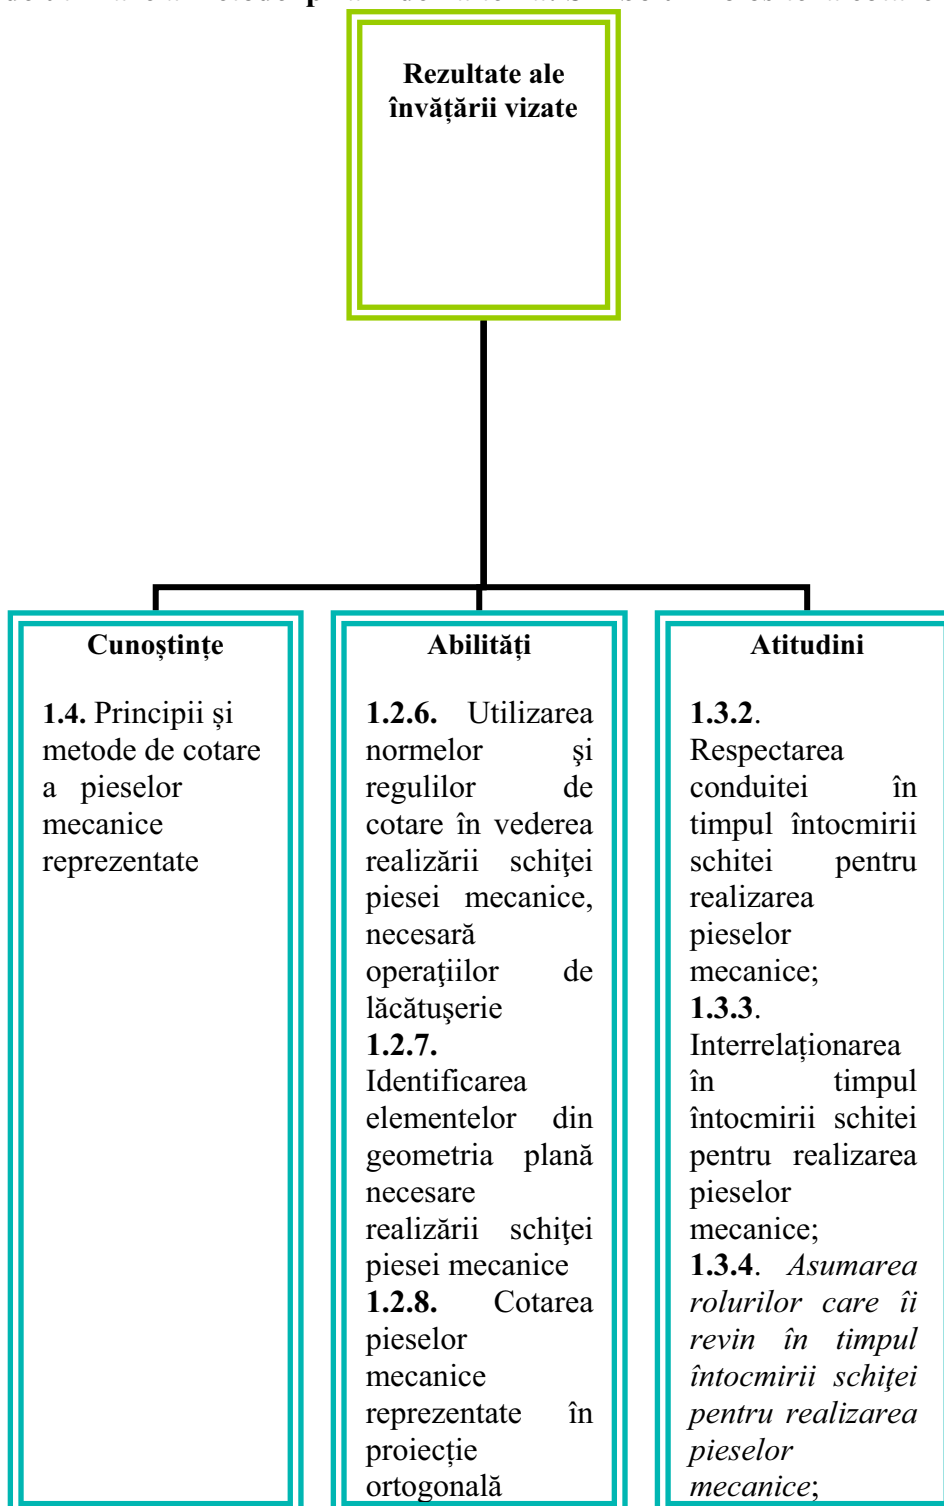 Rezultate ale
învățării vizate
Cunoștințe
1.4. Principii și
metode de cotare
a pieselor
mecanice
reprezentate
Abilități
1.2.6. Utilizarea
normelor şi
regulilor de
cotare în vederea
realizării schiţei
piesei mecanice,
necesară
operaţiilor de
lăcătuşerie
1.2.7.
Identificarea
elementelor din
geometria plană
necesare
realizării schiţei
piesei mecanice
1.2.8. Cotarea
pieselor
mecanice
reprezentate în
proiecție
ortogonală
Atitudini
1.3.2.
Respectarea
conduitei în
timpul întocmirii
schitei pentru
realizarea
pieselor
mecanice;
1.3.3.
Interrelaționarea
în timpul
întocmirii schitei
pentru realizarea
pieselor
mecanice;
1.3.4. Asumarea
rolurilor care îi
revin în timpul
întocmirii schiţei
pentru realizarea
pieselor
mecanice;